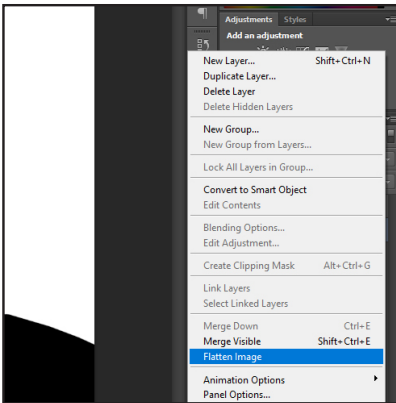 Adjustments Styles
Add an adjustment
New Layer... Shift+Ctrl+N
Duplicate Layer...
Delete Layer
Delete Hidden Layers
New Group...
New Group from Layers...
Lock All Layers in Group...
Convert to Smart Object
Edit Contents
Blending Options...
Edit Adjustment...
Create Clipping Mask Alt+Ctrl+G
Link Layers
Select Linked Layers
Merge Down Ctrl+E
Merge Visible Shift+Ctrl+E
Flatten Image
Animation Options
Panel Options...